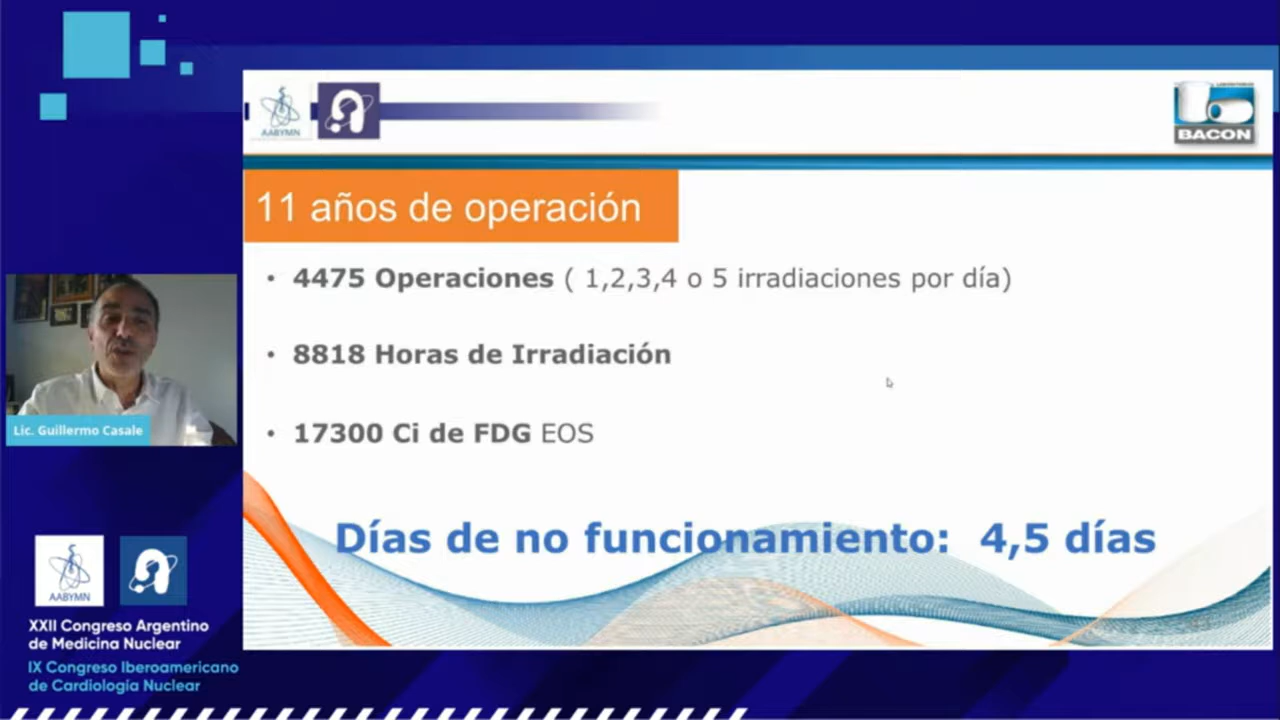 AABYMN
LABORATORIOS
BACON
11 años de operación
• 4475 Operaciones ( 1,2,3,4 o 5 irradiaciones por día)
• 8818 Horas de Irradiación
• 17300 Ci de FDG EOS
Días de no funcionamiento: 4,5 días
Lic. Guillermo Casale
AABYMN
XXII Congreso Argentino
de Medicina Nuclear
IX Congreso Iberoamericano
de Cardiología Nuclear